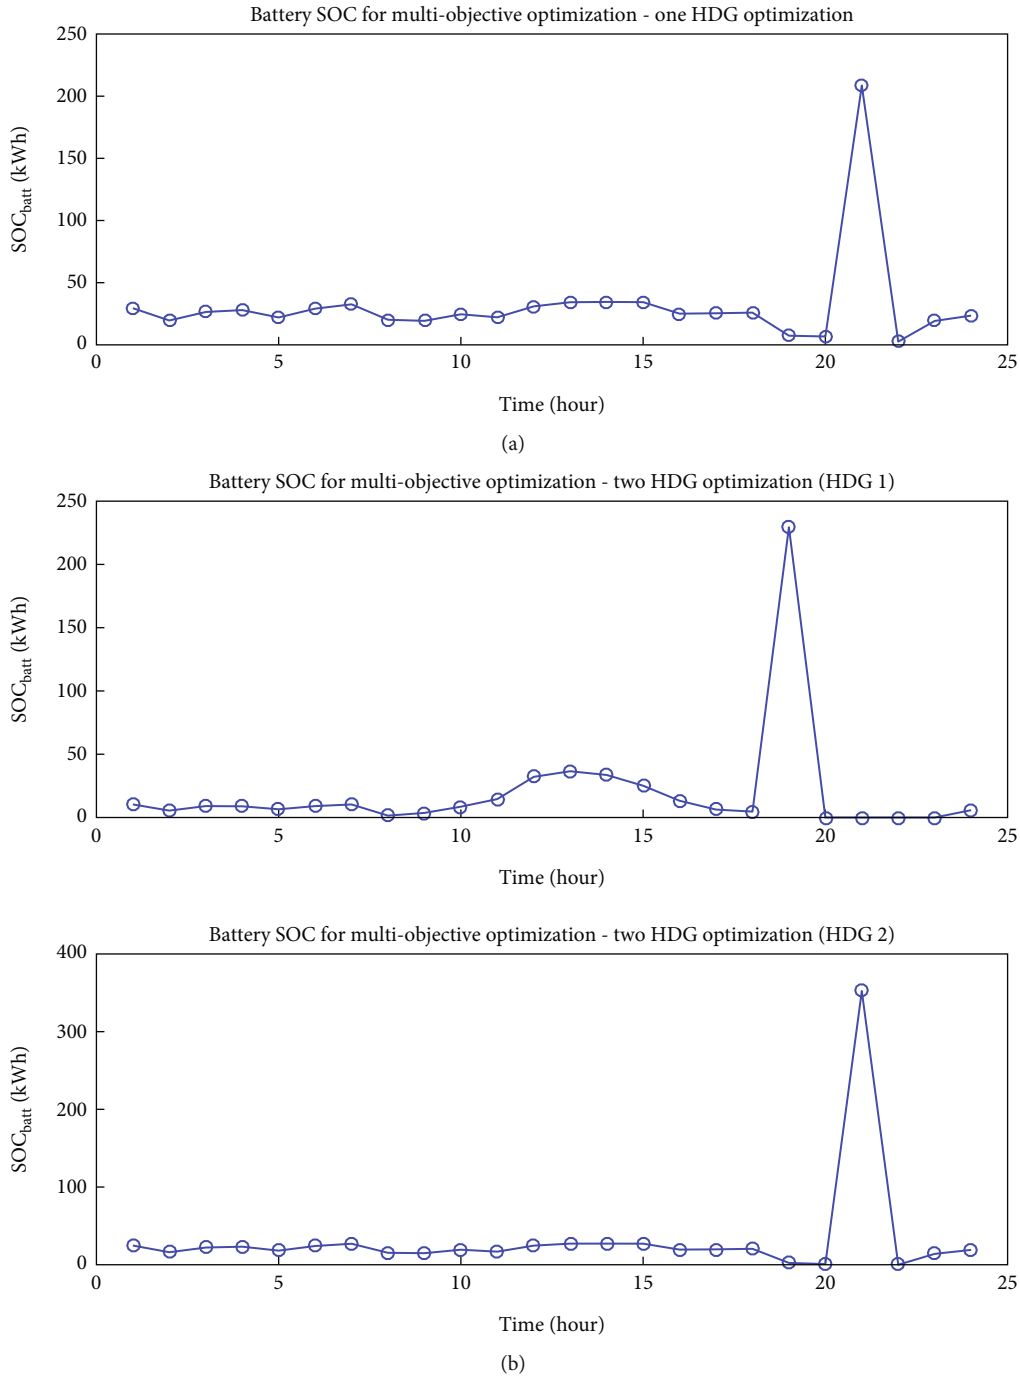 Battery SOC for multi-objective optimization - one HDG optimization
250
200
150
100
50
0
SOCbatt (kWh)
0 5 10 15 20 25
Time (hour)
(a)
Battery SOC for multi-objective optimization - two HDG optimization (HDG 1)
250
200
150
100
50
0
SOCbatt (kWh)
0 5 10 15 20 25
Time (hour)
Battery SOC for multi-objective optimization - two HDG optimization (HDG 2)
400
300
200
100
0
SOCbatt (kWh)
0 5 10 15 20 25
Time (hour)
(b)